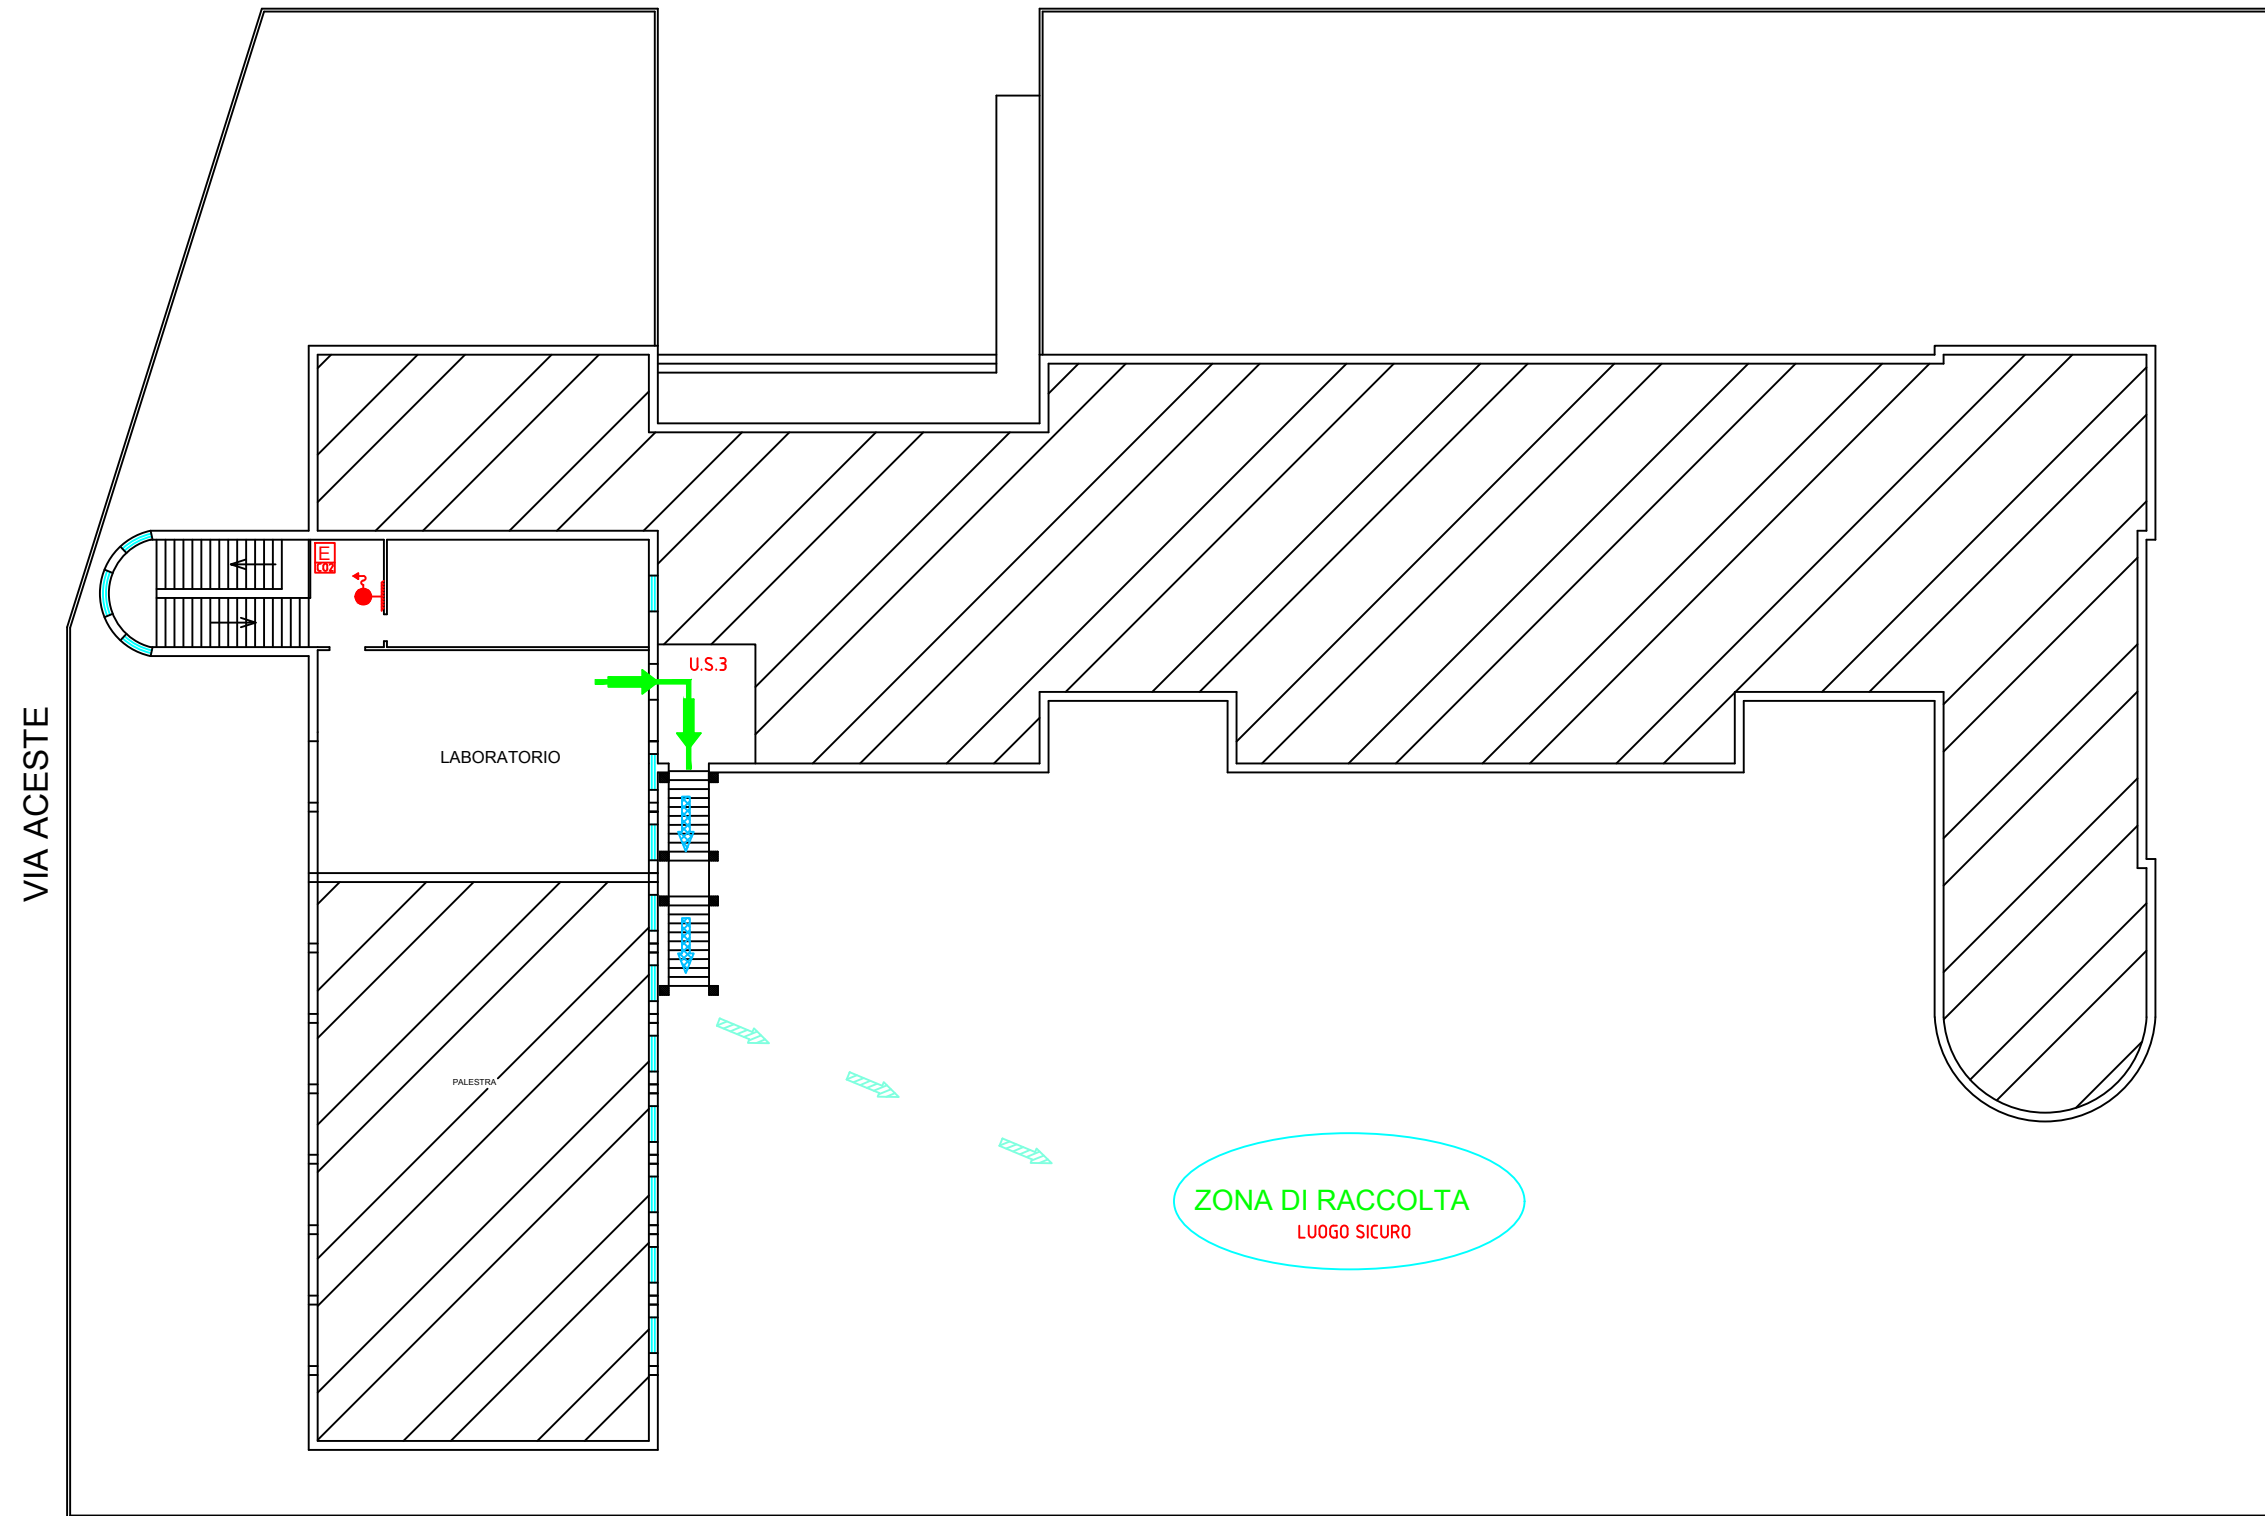 E
CO2
U.S.3
VIA ACESTE
LABORATORIO
PALESTRA
ZONA DI RACCOLTA
LUOGO SICURO